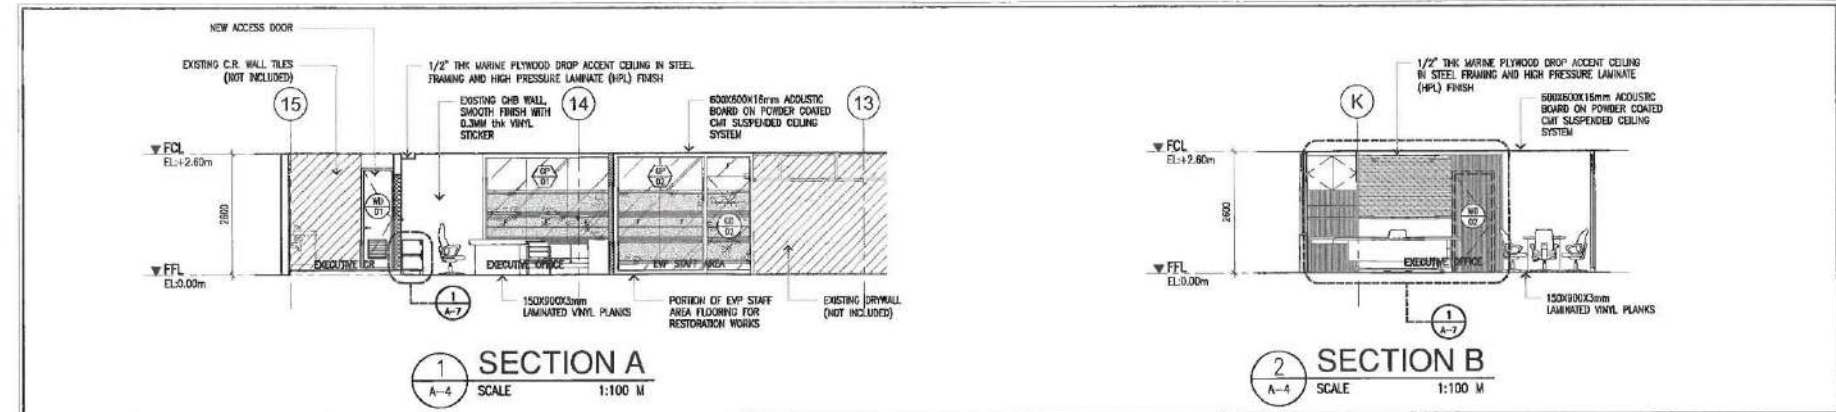 NEW ACCESS DOOR
EXISTING C.R. WALL TILES
(NOT INCLUDED)
15
1/2" THK MARINE PLYWOOD DROP ACCENT CEILING IN STEEL
FRAMING AND HIGH PRESSURE LAMINATE (HPL) FINISH
EXISTING CHB WALL,
SMOOTH FINISH WITH
0.3MM thk VINYL
STICKER
14
600X600X15mm ACOUSTIC
BOARD ON POWDER COATED
CMT SUSPENDED CEILING
SYSTEM
13
FCL
EL:+2.60m
2600
FFL
EL:0.00m
WD
01
GP
01
GP
EXECUTIVE CR
EXECUTIVE OFFICE
EVP STAFF AREA
1
A-7
150X900X3mm
LAMINATED VINYL PLANKS
PORTION OF EVP STAFF
AREA FLOORING FOR
RESTORATION WORKS
EXISTING DRYWALL
(NOT INCLUDED)
1
A-4
SECTION A
SCALE 1:100 M
1/2" THK MARINE PLYWOOD DROP ACCENT CEILING
IN STEEL FRAMING AND HIGH PRESSURE LAMINATE
(HPL) FINISH
K
600X600X15mm ACOUSTIC
BOARD ON POWDER COATED
CMT SUSPENDED CEILING
SYSTEM
FCL
EL:+2.60m
2600
FFL
EL:0.00m
WD
02
EXECUTIVE OFFICE
1
A-7
150X900X3mm
LAMINATED VINYL PLANKS
2
A-4
SECTION B
SCALE 1:100 M